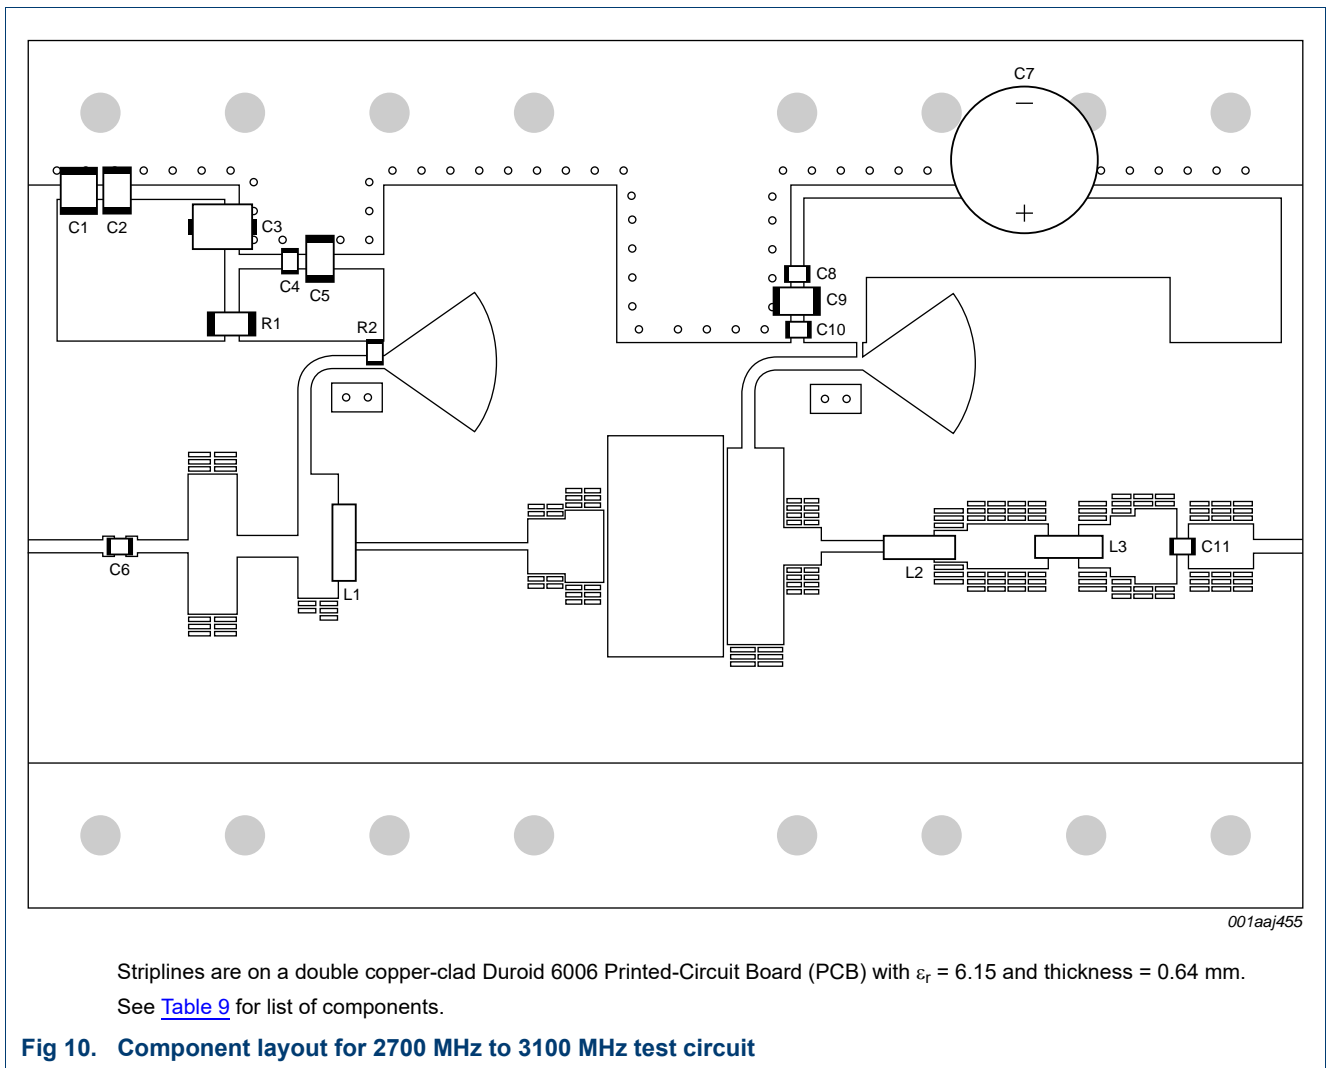 C7
−
+
C1
C2
C3
C4
C5
R1
R2
C8
C9
C10
C6
L1
L2
L3
C11
001aaj455
Striplines are on a double copper-clad Duroid 6006 Printed-Circuit Board (PCB) with εr = 6.15 and thickness = 0.64 mm.
See Table 9 for list of components.
Fig 10. Component layout for 2700 MHz to 3100 MHz test circuit